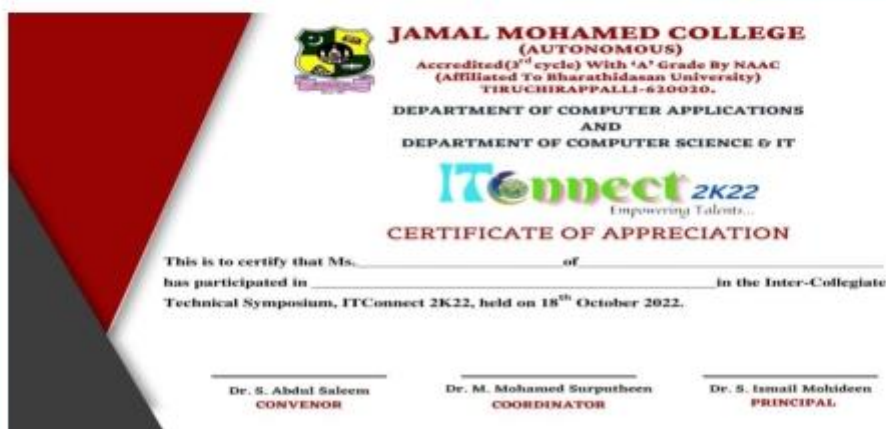 JAMAL MOHAMED COLLEGE
(AUTONOMOUS)
Accredited(3rd cycle) With 'A' Grade By NAAC
(Affiliated To Bharathidasan University)
TIRUCHIRAPPALLI-620020.
DEPARTMENT OF COMPUTER APPLICATIONS
AND
DEPARTMENT OF COMPUTER SCIENCE & IT
ITConnect 2K22
Empowering Talents...
CERTIFICATE OF APPRECIATION
This is to certify that Ms.______________________________of______________________________________________
has participated in ____________________________________________________________in the Inter-Collegiate
Technical Symposium, ITConnect 2K22, held on 18th October 2022.
Dr. S. Abdul Saleem Dr. M. Mohamed Surputheen Dr. S. Ismail Mohideen
CONVENOR COORDINATOR PRINCIPAL